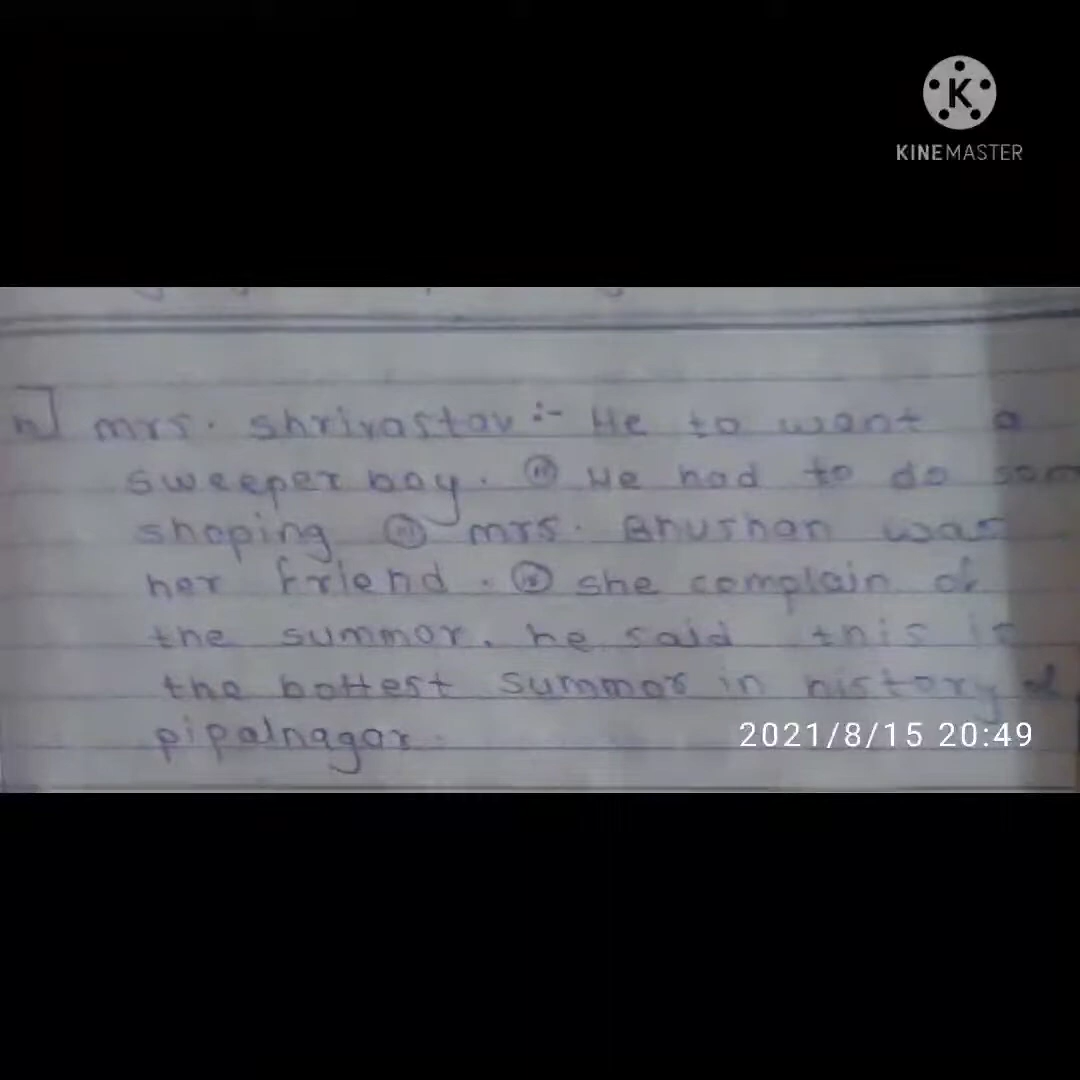 KINEMASTER
n] mrs. shrivastav :- He to want a
sweeper boy. He had to do som
shoping mrs. Bhushan was
her friend. she complain of
the summor. he said this is
the hottest summor in history of
pipalnagar.
2021/8/15 20:49